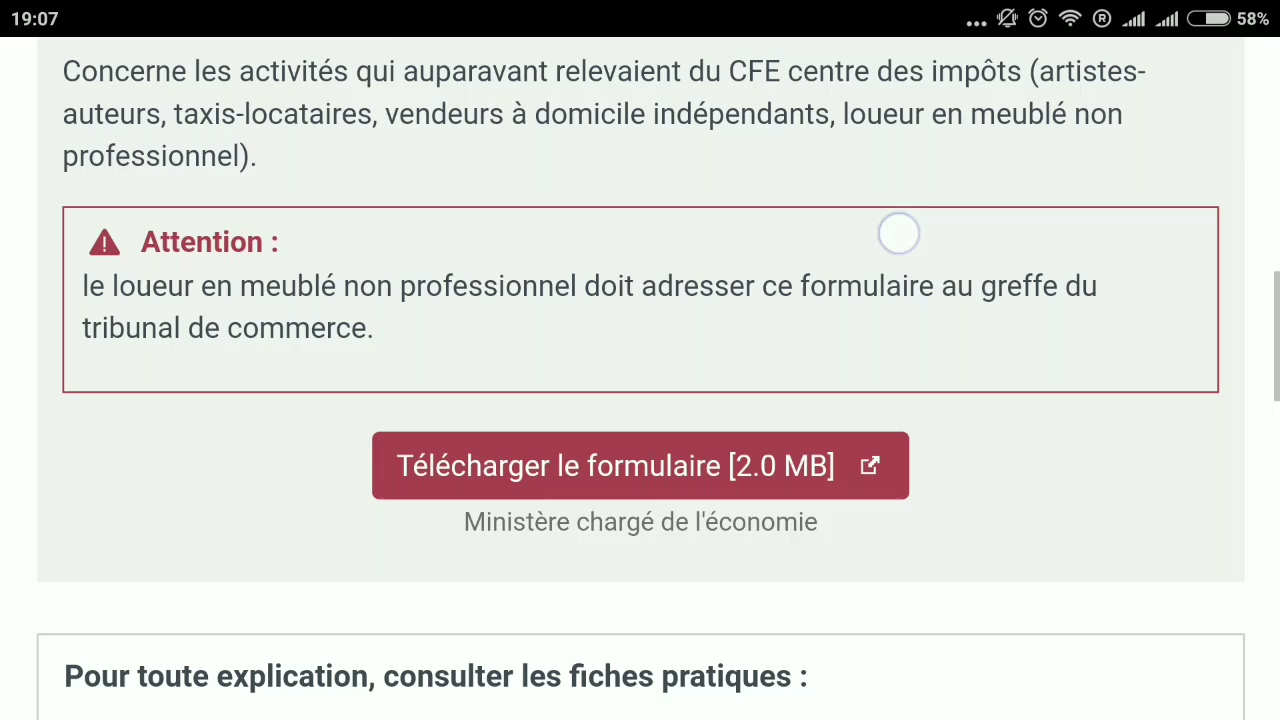 19:07
58%
Concerne les activités qui auparavant relevaient du CFE centre des impôts (artistes-
auteurs, taxis-locataires, vendeurs à domicile indépendants, loueur en meublé non
professionnel).
Attention :
le loueur en meublé non professionnel doit adresser ce formulaire au greffe du
tribunal de commerce.
Télécharger le formulaire [2.0 MB]
Ministère chargé de l'économie
Pour toute explication, consulter les fiches pratiques :